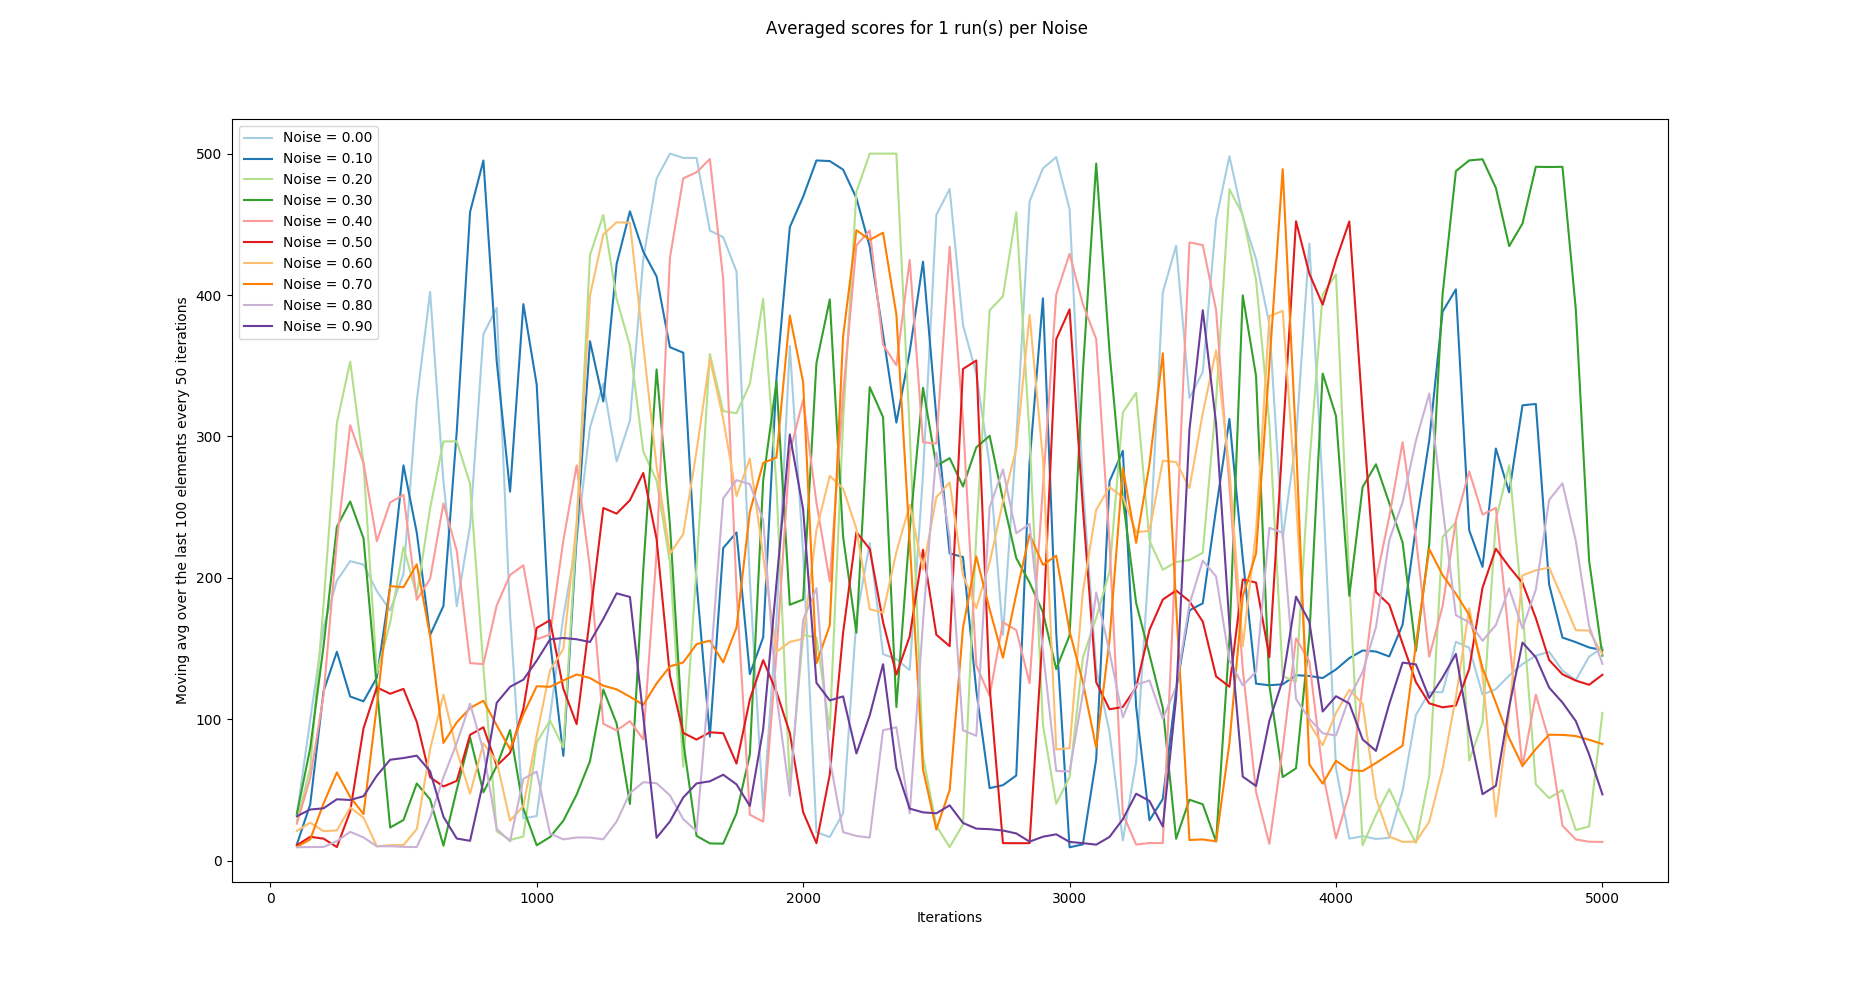 Averaged scores for 1 run(s) per Noise
Noise = 0.00
Noise = 0.10
Noise = 0.20
Noise = 0.30
Noise = 0.40
Noise = 0.50
Noise = 0.60
Noise = 0.70
Noise = 0.80
Noise = 0.90
Moving avg over the last 100 elements every 50 iterations
500
400
300
200
100
0
0 1000 2000 3000 4000 5000
Iterations